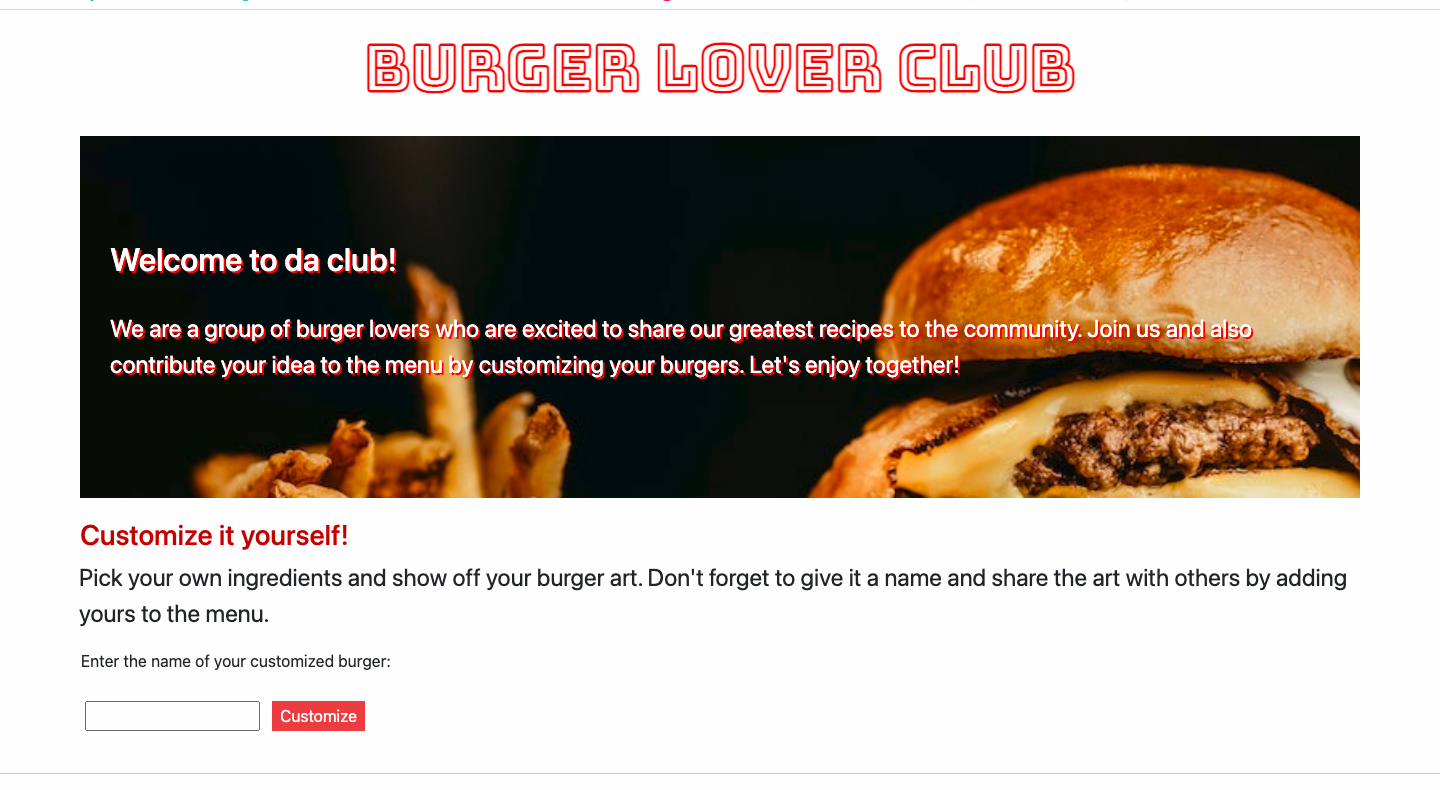 BURGER LOVER CLUB
Welcome to da club!
We are a group of burger lovers who are excited to share our greatest recipes to the community. Join us and also
contribute your idea to the menu by customizing your burgers. Let's enjoy together!
Customize it yourself!
Pick your own ingredients and show off your burger art. Don't forget to give it a name and share the art with others by adding
yours to the menu.
Enter the name of your customized burger:
Customize